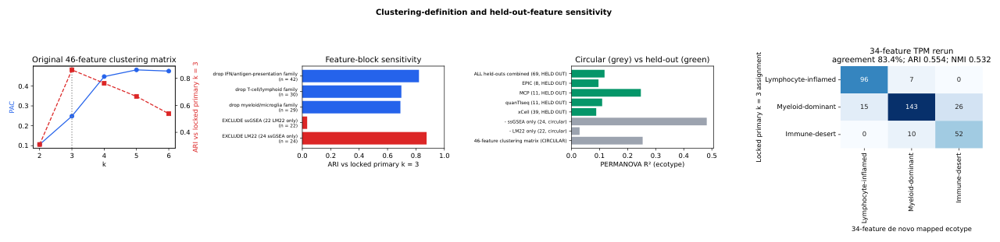 Clustering-definition and held-out-feature sensitivity
Original 46-feature clustering matrix
PAC
0.4
0.3
0.2
0.1
2
3
4
5
6
k
0.8
0.6
0.4
ARI vs locked primary k = 3
Feature-block sensitivity
drop IFN/antigen-presentation family
(n = 42)
drop T-cell/lymphoid family
(n = 30)
drop myeloid/microglia family
(n = 29)
EXCLUDE ssGSEA (22 LM22 only)
(n = 22)
EXCLUDE LM22 (24 ssGSEA only)
(n = 24)
0.0
0.2
0.4
0.6
0.8
1.0
ARI vs locked primary k = 3
Circular (grey) vs held-out (green)
ALL held-outs combined (69, HELD OUT)
EPIC (8, HELD OUT)
MCP (11, HELD OUT)
quanTIseq (11, HELD OUT)
xCell (39, HELD OUT)
- ssGSEA only (24, circular)
- LM22 only (22, circular)
46-feature clustering matrix (CIRCULAR)
0.0
0.1
0.2
0.3
0.4
0.5
PERMANOVA R² (ecotype)
34-feature TPM rerun
agreement 83.4%; ARI 0.554; NMI 0.532
Locked primary k = 3 assignment
Lymphocyte-inflamed
96
7
0
Myeloid-dominant
15
143
26
Immune-desert
0
10
52
Lymphocyte-inflamed
Myeloid-dominant
Immune-desert
34-feature de novo mapped ecotype